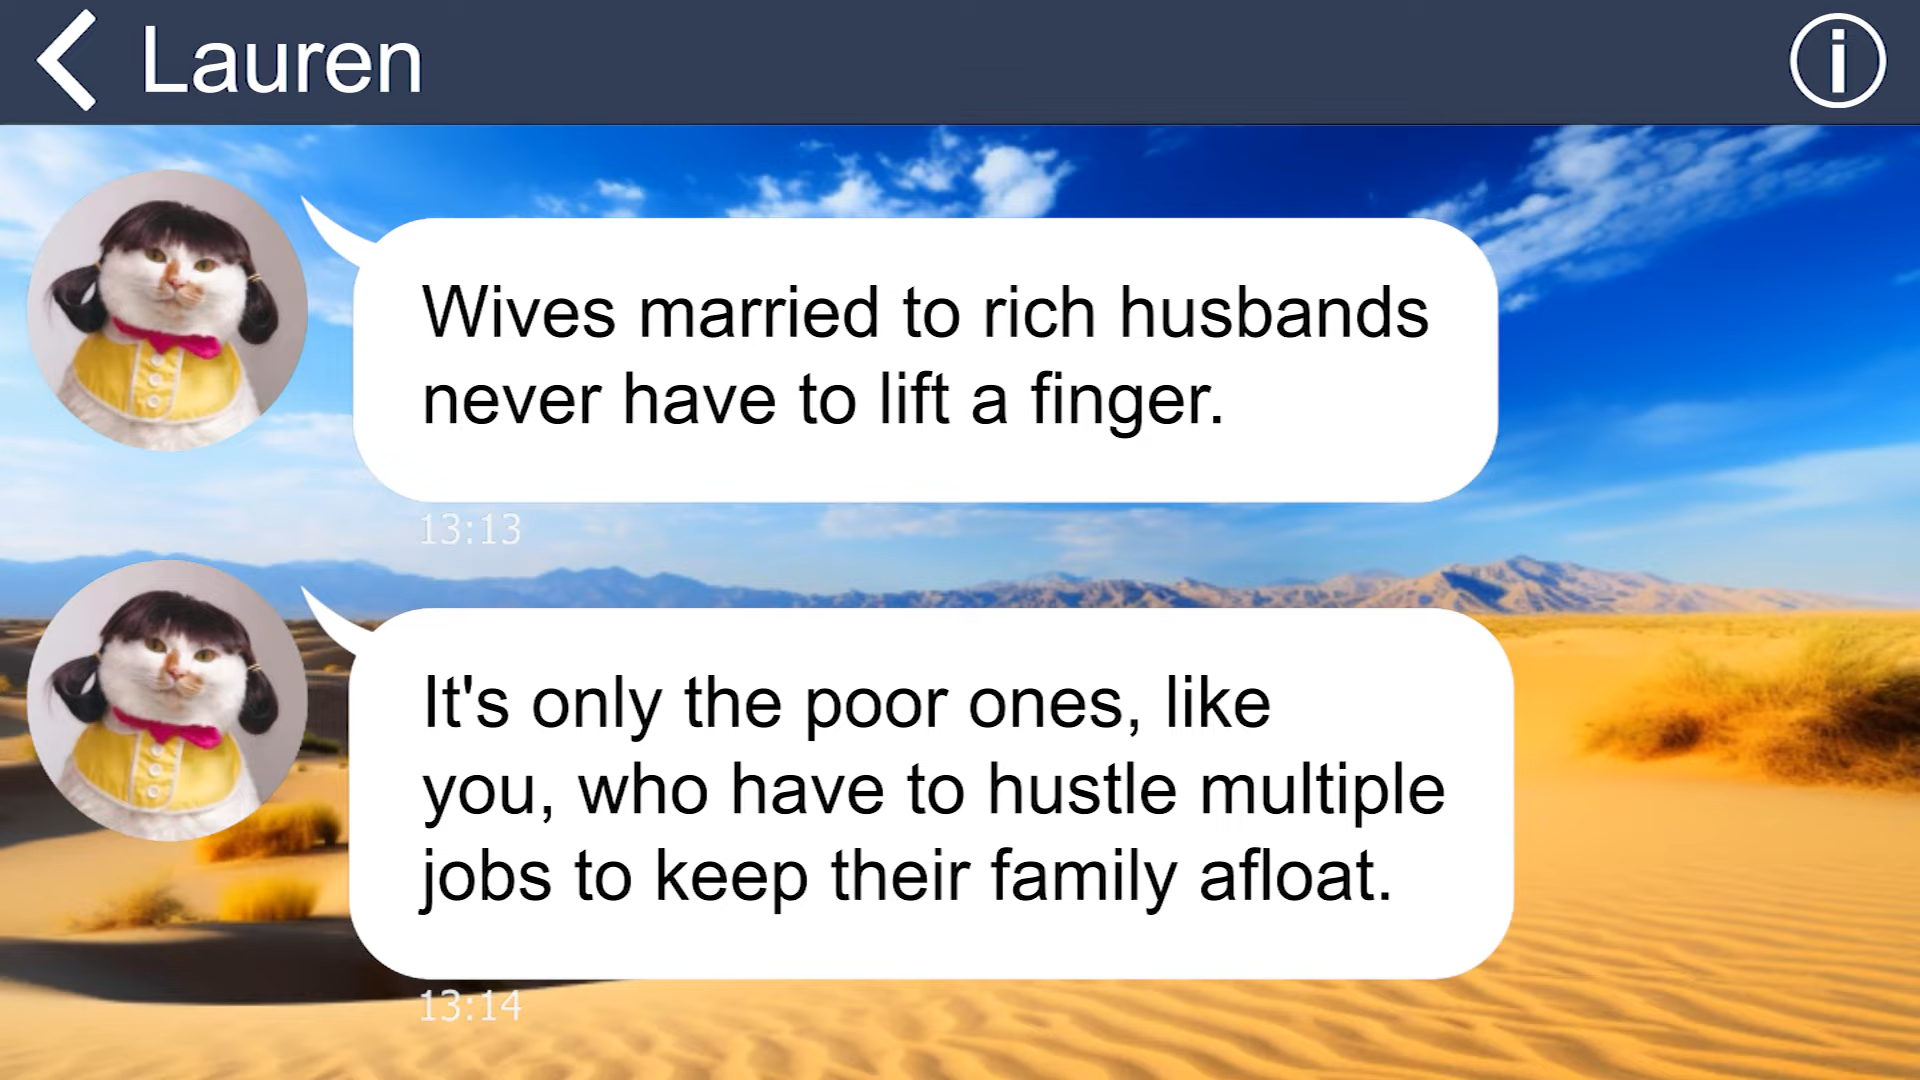 Lauren
Wives married to rich husbands
never have to lift a finger.
13:13
It's only the poor ones, like
you, who have to hustle multiple
jobs to keep their family afloat.
13:14